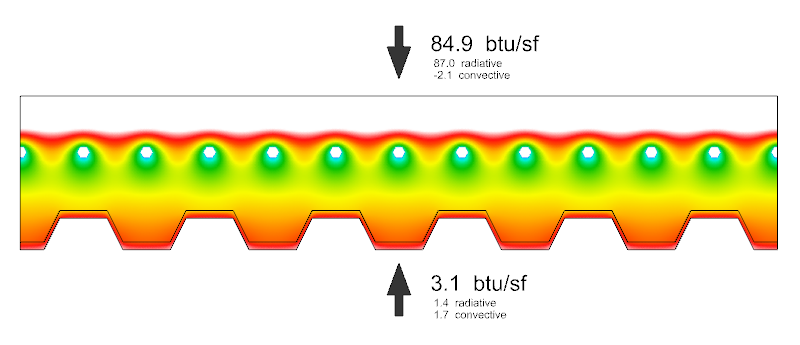 84.9 btu/sf
87.0 radiative
-2.1 convective
3.1 btu/sf
1.4 radiative
1.7 convective